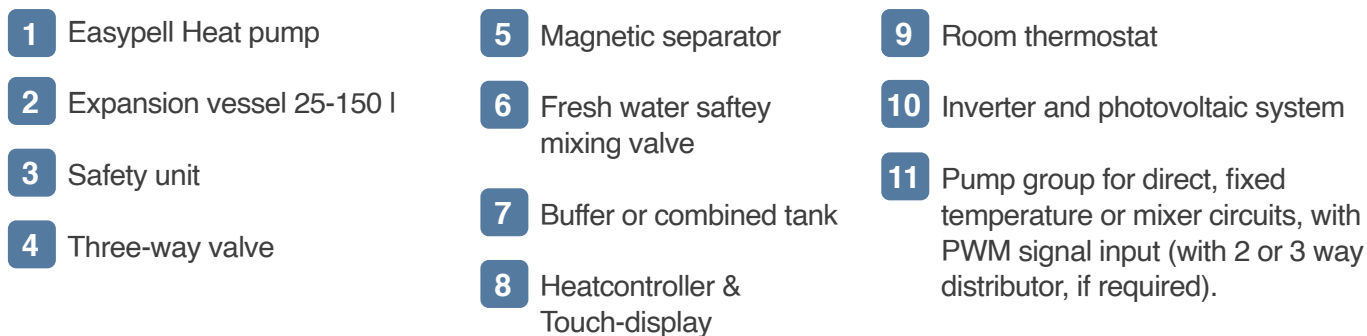 1 Easypell Heat pump
2 Expansion vessel 25-150 l
3 Safety unit
4 Three-way valve
5 Magnetic separator
6 Fresh water saftey
mixing valve
7 Buffer or combined tank
8 Heatcontroller &
Touch-display
9 Room thermostat
10 Inverter and photovoltaic system
11 Pump group for direct, fixed
temperature or mixer circuits, with
PWM signal input (with 2 or 3 way
distributor, if required).